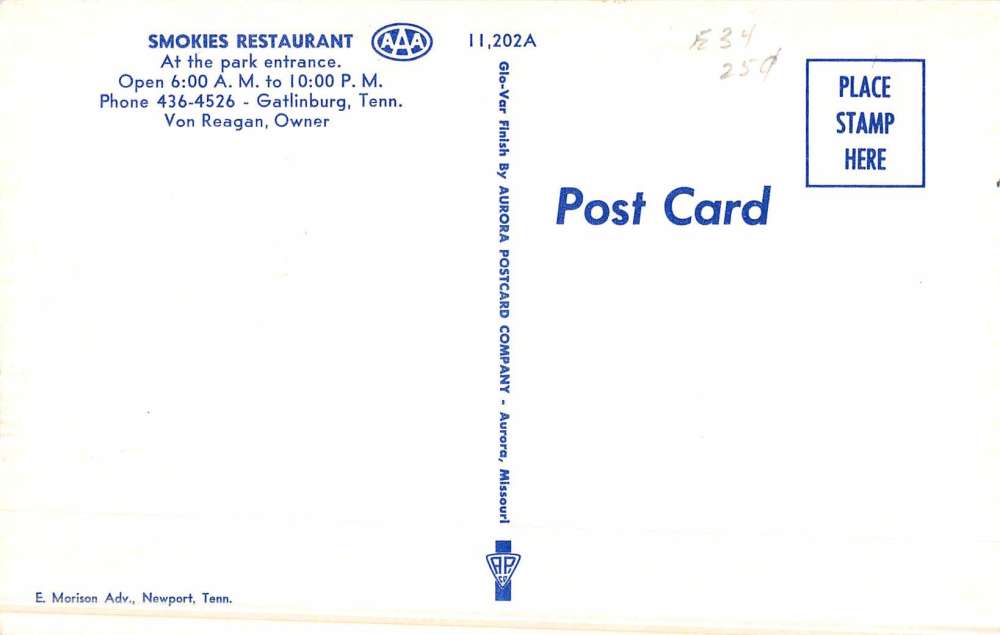 SMOKIES RESTAURANT AAA
At the park entrance.
Open 6:00 A. M. to 10:00 P. M.
Phone 436-4526 - Gatlinburg, Tenn.
Von Reagan, Owner
11,202A
Glo-Var Finish By AURORA POSTCARD COMPANY - Aurora, Missouri
A.P. CO.
E 34
25¢
PLACE
STAMP
HERE
Post Card
E. Morison Adv., Newport, Tenn.